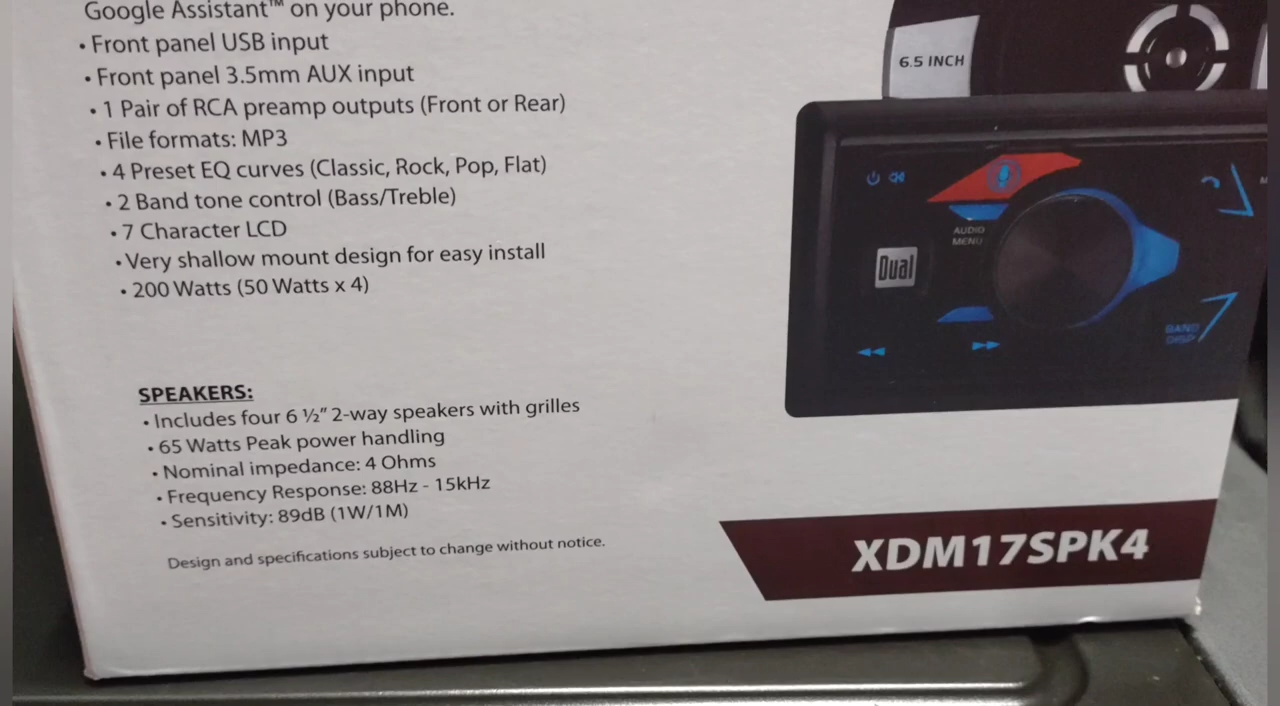 Google Assistant™ on your phone.
• Front panel USB input
• Front panel 3.5mm AUX input
• 1 Pair of RCA preamp outputs (Front or Rear)
• File formats: MP3
• 4 Preset EQ curves (Classic, Rock, Pop, Flat)
• 2 Band tone control (Bass/Treble)
• 7 Character LCD
• Very shallow mount design for easy install
• 200 Watts (50 Watts x 4)
SPEAKERS:
• Includes four 6 ½" 2-way speakers with grilles
• 65 Watts Peak power handling
• Nominal impedance: 4 Ohms
• Frequency Response: 88Hz - 15kHz
• Sensitivity: 89dB (1W/1M)
Design and specifications subject to change without notice.
6.5 INCH
AUDIO
MENU
Dual
BAND
DISP
XDM17SPK4